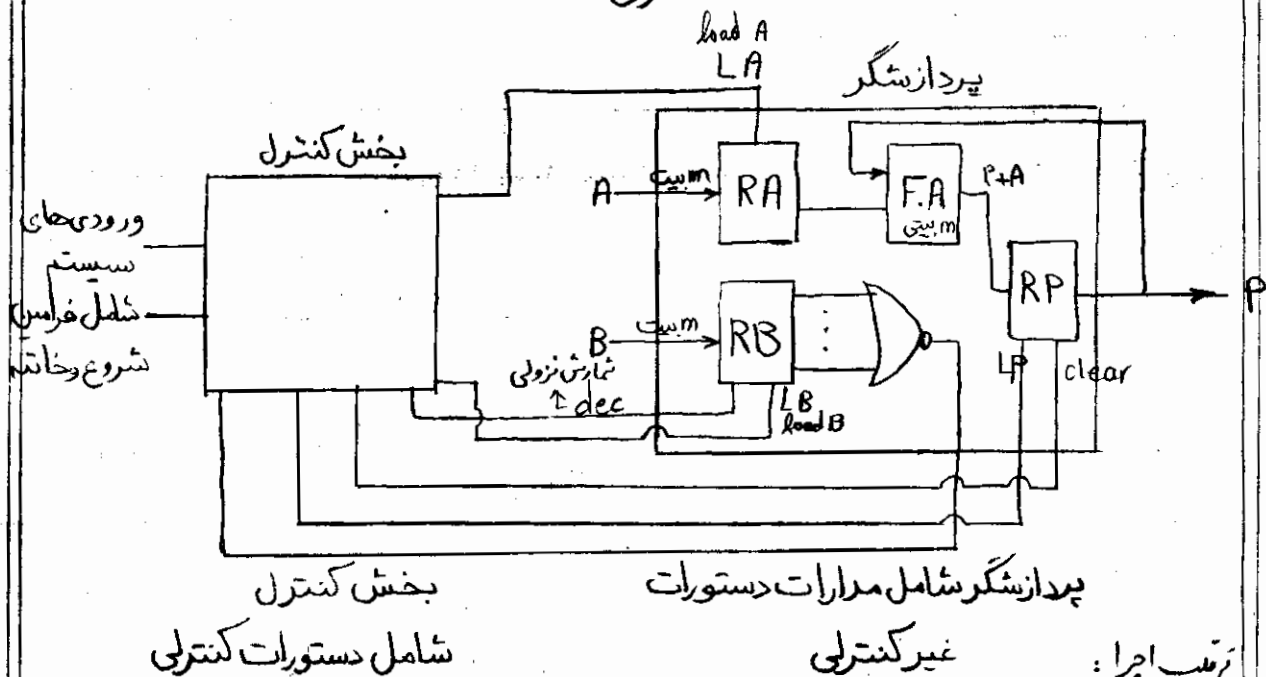 load A
LA
پردازشگر
بخش کنترل
A
m بیت
RA
F.A
m بیتی
P+A
ورودی‌های
سیستم
شامل فرامین
شروع و خاتمه
RP
P
B
m بیت
RB
شمارش نزولی
↑ dec
LB
load B
LP
clear
بخش کنترل
شامل دستورات کنترلی
پردازشگر شامل مدارات دستورات
غیر کنترلی
ترتیب اجرا :